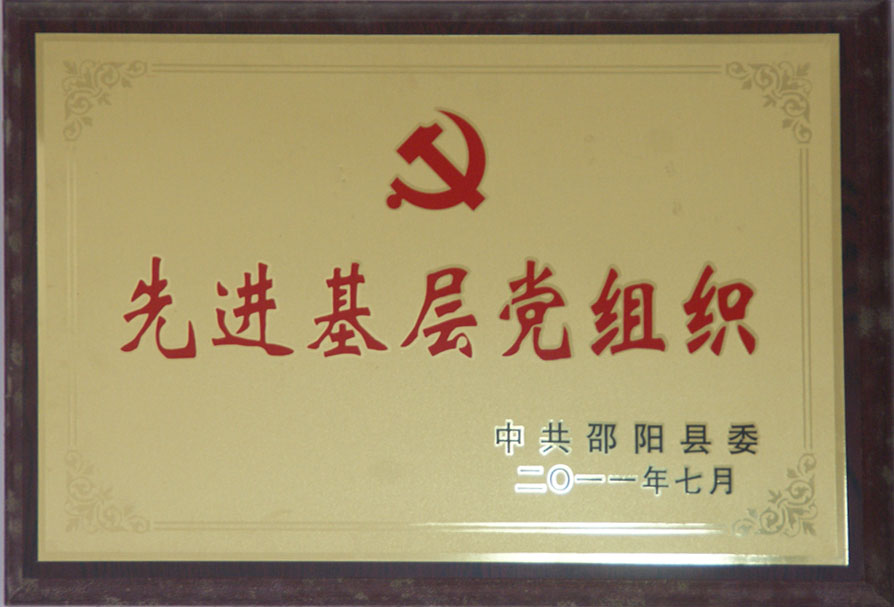 先进基层党组织
中共邵阳县委
二〇一一年七月